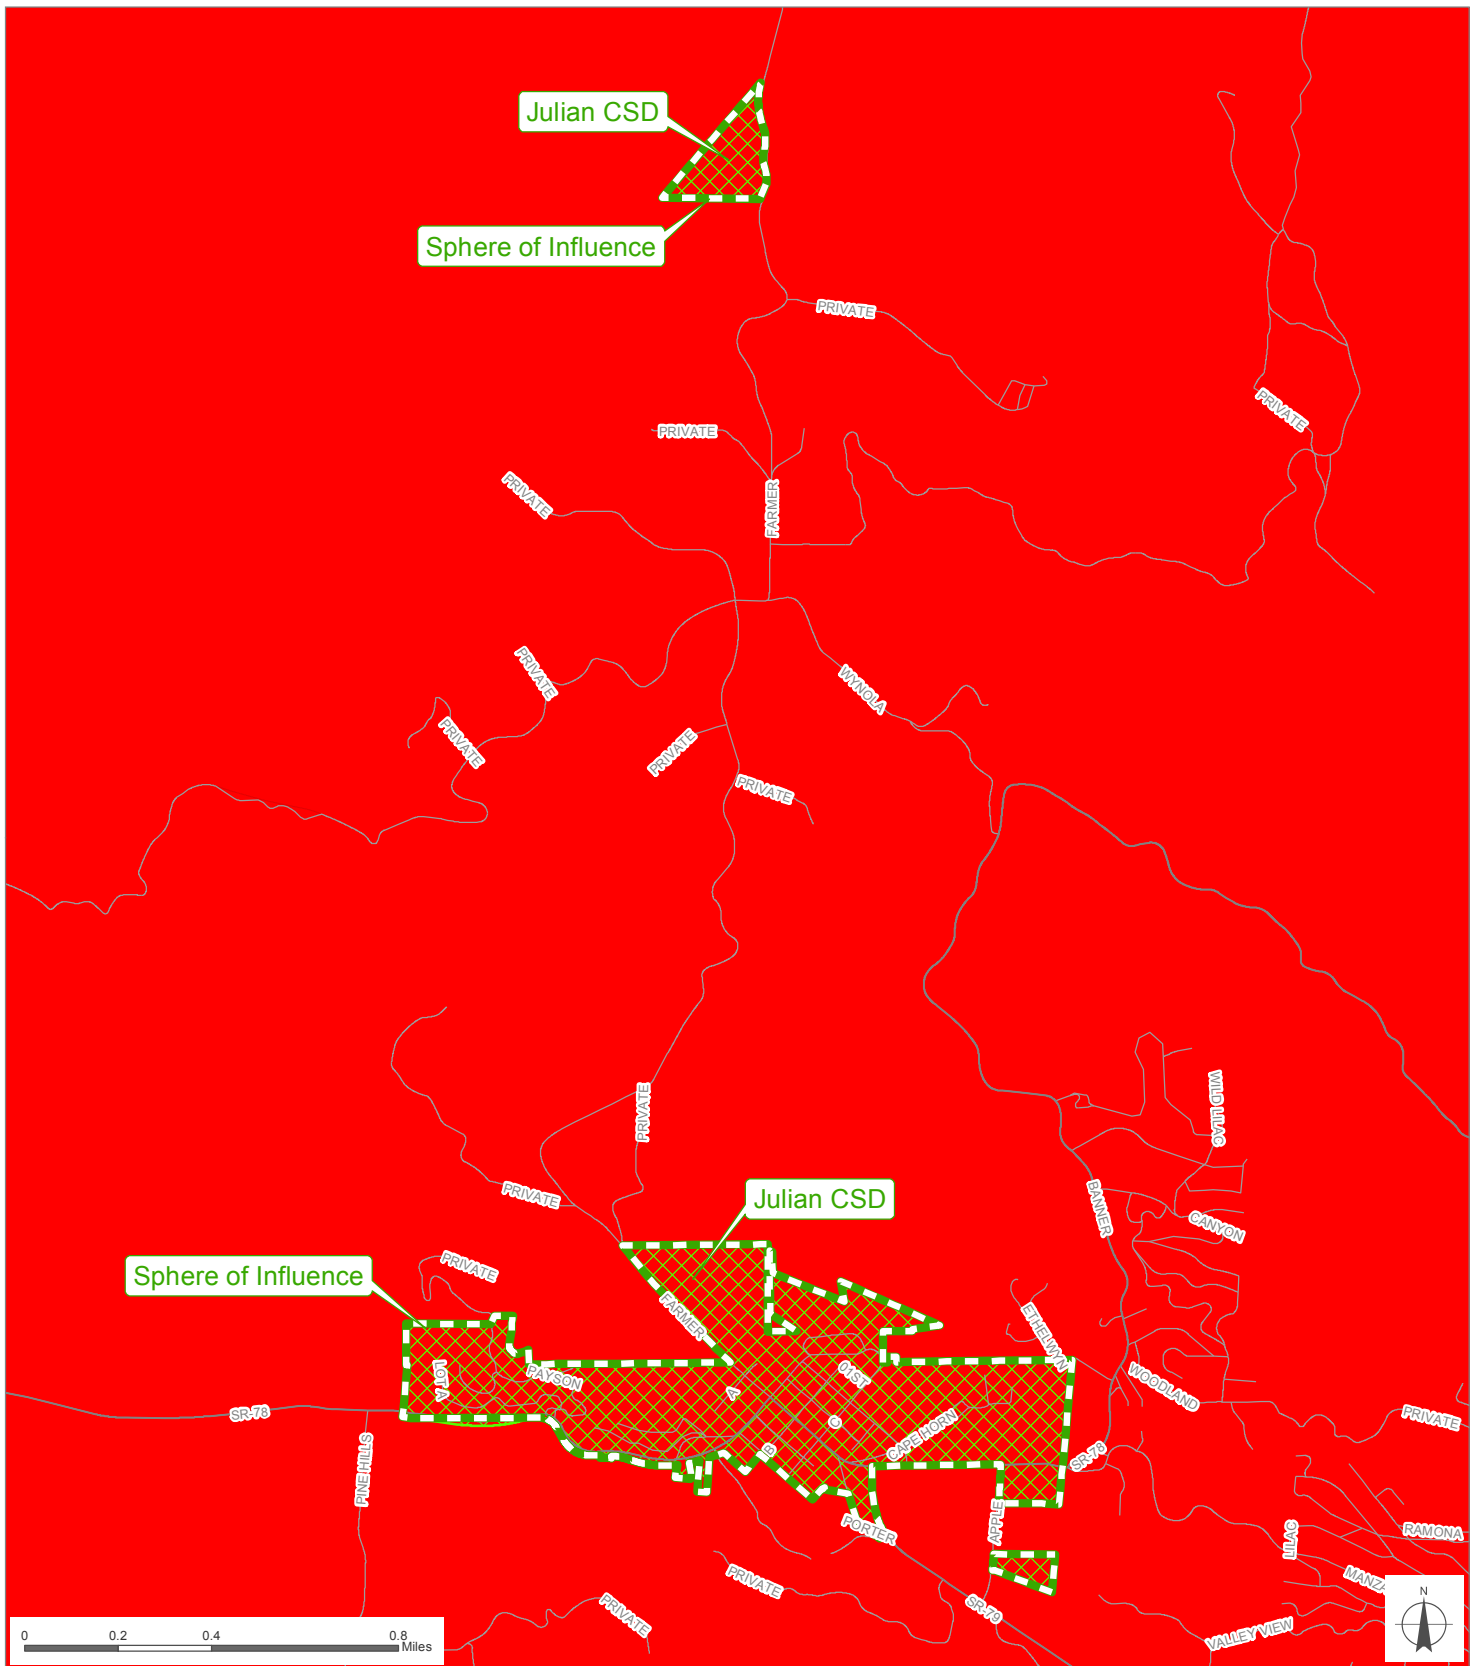 Julian CSD
Sphere of Influence
PRIVATE
PRIVATE
PRIVATE
PRIVATE
FARMER
PRIVATE
WYNOLA
PRIVATE
PRIVATE
PRIVATE
WILD LILAC
PRIVATE
PRIVATE
BANNER
CANYON
Julian CSD
Sphere of Influence
PRIVATE
FARMER
ETHELWYN
LOT A
PAYSON
01ST
WOODLAND
A
SR-78
C
PRIVATE
B
CAPE HORN
SR-78
PINE HILLS
APPLE
PORTER
LILAC
RAMONA
PRIVATE
MANZA
PRIVATE
SR-79
VALLEY VIEW
N
0 0.2 0.4 0.8
Miles